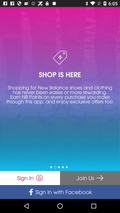 6:05
SHOP IS HERE
Shopping for New Balance shoes and clothing
has never been easier or more rewarding.
Earn NB Points on every purchase you make
through this app, and enjoy exclusive offers too.
Sign In
Join Us
Sign In with Facebook